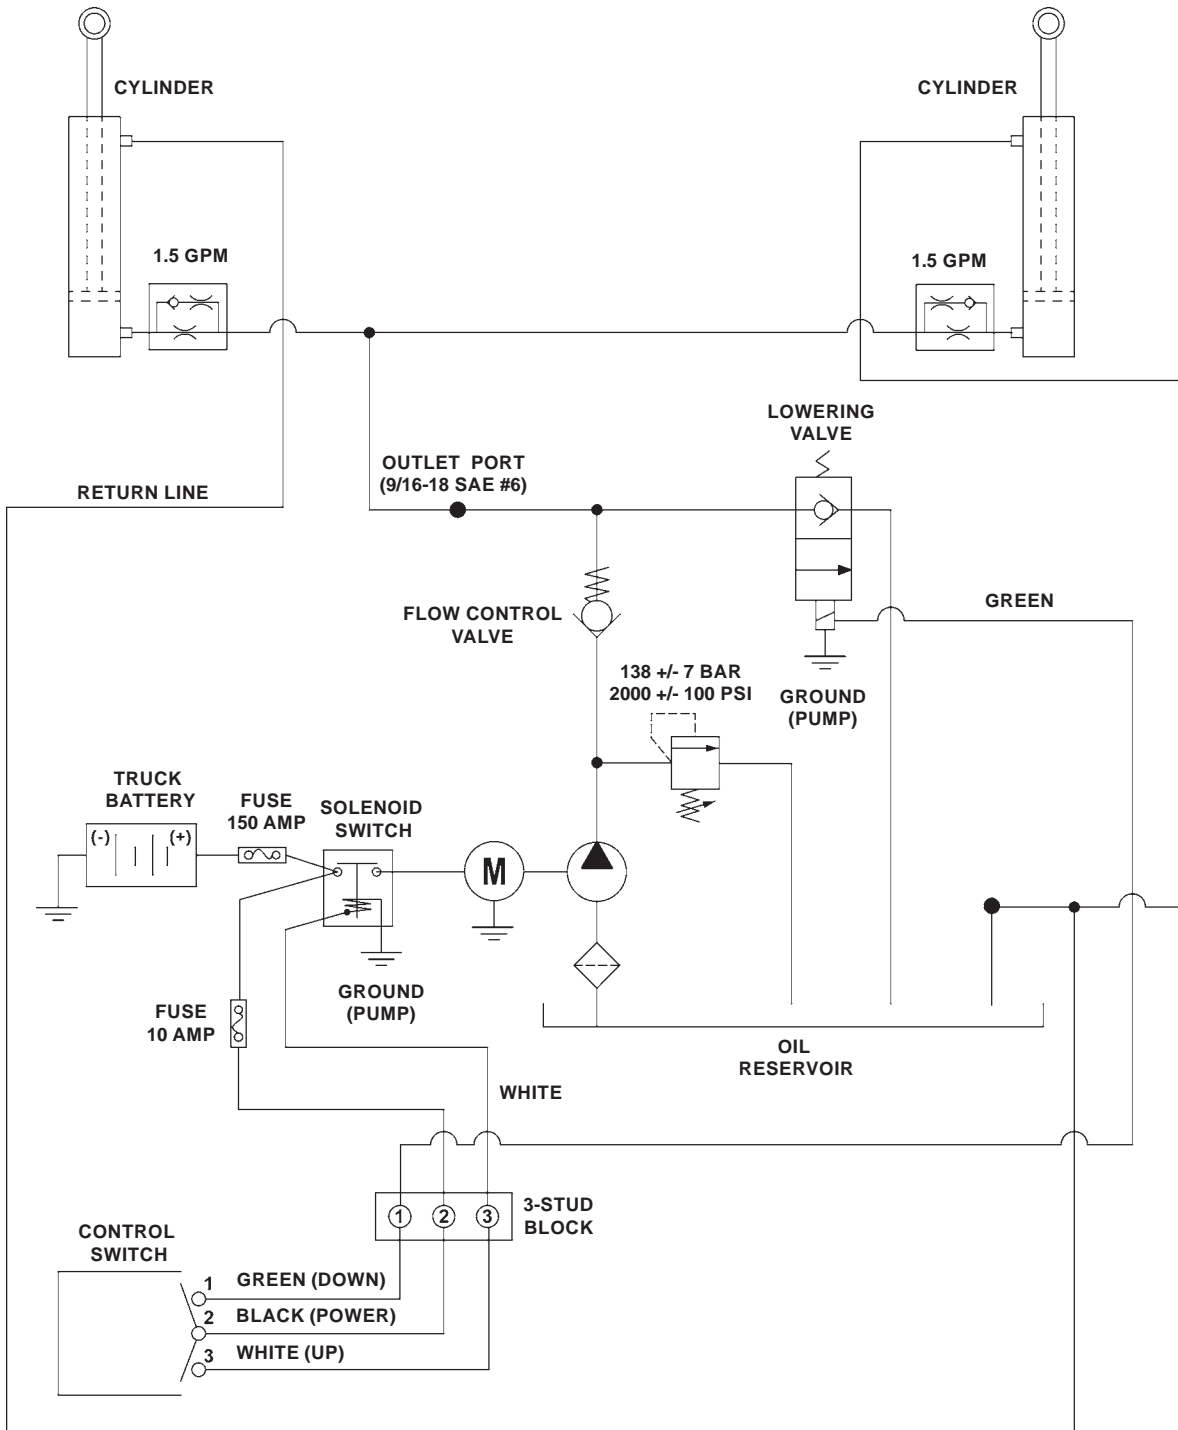 CYLINDER
CYLINDER
1.5 GPM
1.5 GPM
LOWERING
VALVE
OUTLET PORT
(9/16-18 SAE #6)
RETURN LINE
GREEN
FLOW CONTROL
VALVE
138 +/- 7 BAR
2000 +/- 100 PSI
GROUND
(PUMP)
TRUCK
BATTERY
(-) (+)
FUSE
150 AMP
SOLENOID
SWITCH
M
GROUND
(PUMP)
FUSE
10 AMP
OIL
RESERVOIR
WHITE
1 2 3
3-STUD
BLOCK
CONTROL
SWITCH
1 GREEN (DOWN)
2 BLACK (POWER)
3 WHITE (UP)